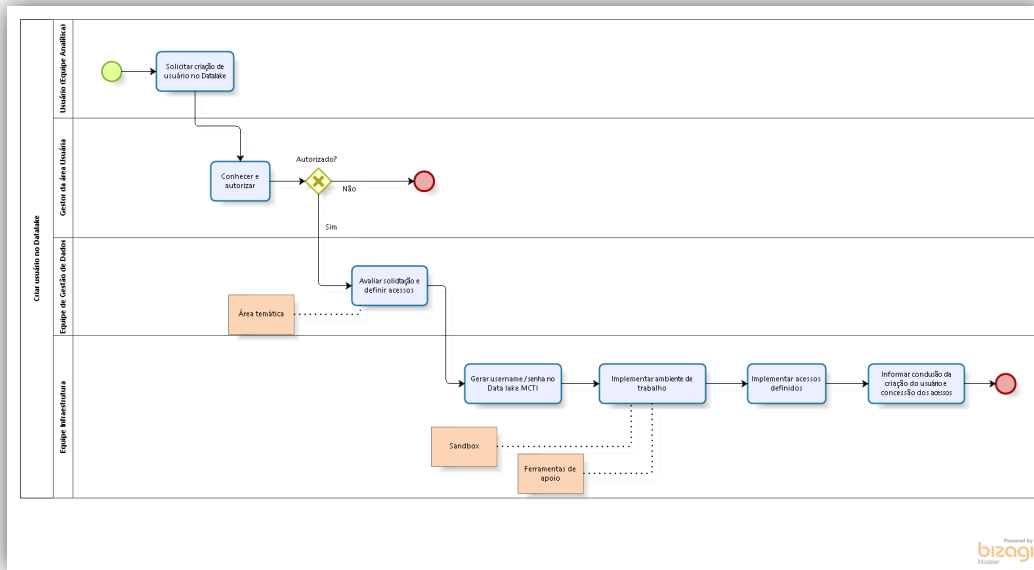 Criar usuário no Datalake
Usuário (Equipe Analítica)
Solicitar criação de
usuário no Datalake
Gestor da área Usuária
Conhecer e
autorizar
Autorizado?
Não
Sim
Equipe de Gestão de Dados
Avaliar solicitação e
definir acessos
Área temática
Equipe Infraestrutura
Gerar username/senha no
Data lake MCTI
Implementar ambiente de
trabalho
Implementar acessos
definidos
Informar conclusão da
criação do usuário e
concessão dos acessos
Sandbox
Ferramentas de
apoio
Powered by
bizagi
Modeler